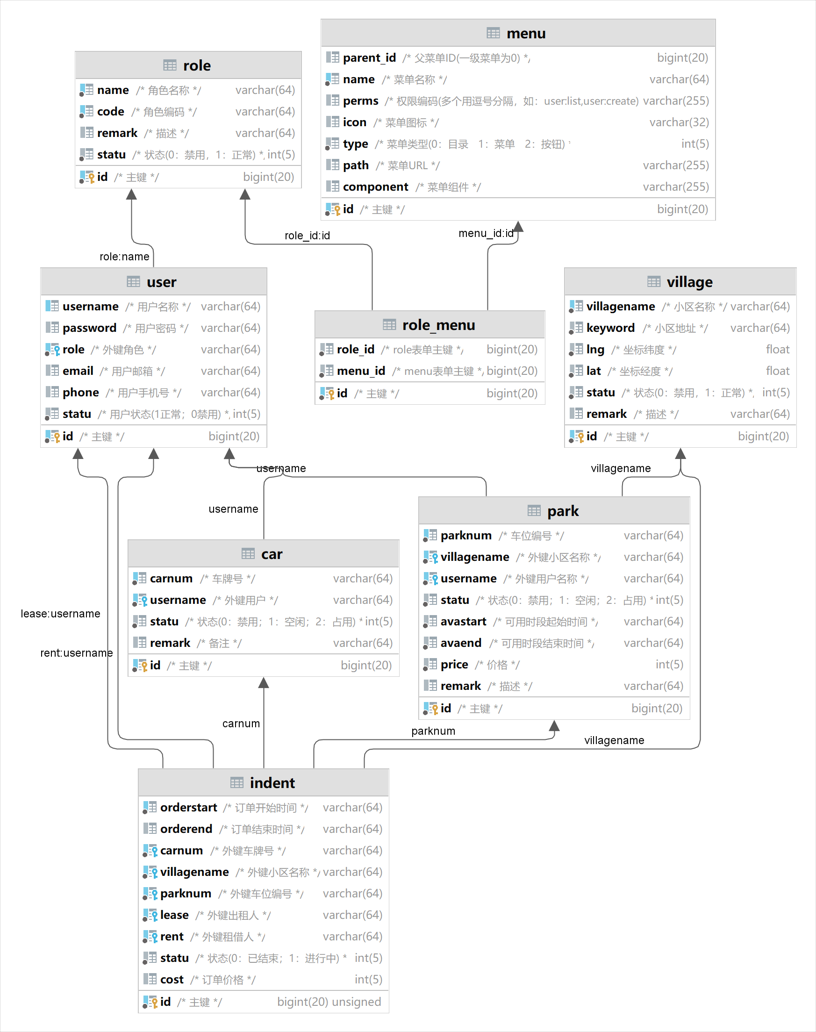 role
name /* 角色名称 */ varchar(64)
code /* 角色编码 */ varchar(64)
remark /* 描述 */ varchar(64)
statu /* 状态(0：禁用，1：正常) * int(5)
id /* 主键 */ bigint(20)
menu
parent_id /* 父菜单ID(一级菜单为0) */ bigint(20)
name /* 菜单名称 */ varchar(64)
perms /* 权限编码(多个用逗号分隔，如：user:list,user:create) varchar(255)
icon /* 菜单图标 */ varchar(32)
type /* 菜单类型(0：目录 1：菜单 2：按钮) int(5)
path /* 菜单URL */ varchar(255)
component /* 菜单组件 */ varchar(255)
id /* 主键 */ bigint(20)
role:name
role_id:id
menu_id:id
user
username /* 用户名称 */ varchar(64)
password /* 用户密码 */ varchar(64)
role /* 外键角色 */ varchar(64)
email /* 用户邮箱 */ varchar(64)
phone /* 用户手机号 */ varchar(64)
statu /* 用户状态(1正常；0禁用) * int(5)
id /* 主键 */ bigint(20)
role_menu
role_id /* role表单主键 */ bigint(20)
menu_id /* menu表单主键 */ bigint(20)
id /* 主键 */ bigint(20)
village
villagename /* 小区名称 */ varchar(64)
keyword /* 小区地址 */ varchar(64)
lng /* 坐标纬度 */ float
lat /* 坐标经度 */ float
statu /* 状态(0：禁用，1：正常) * int(5)
remark /* 描述 */ varchar(64)
id /* 主键 */ bigint(20)
username
villagename
username
car
carnum /* 车牌号 */ varchar(64)
username /* 外键用户 */ varchar(64)
statu /* 状态(0：禁用；1：空闲；2：占用) * int(5)
remark /* 备注 */ varchar(64)
id /* 主键 */ bigint(20)
park
parknum /* 车位编号 */ varchar(64)
villagename /* 外键小区名称 */ varchar(64)
username /* 外键用户名称 */ varchar(64)
statu /* 状态(0：禁用；1：空闲；2：占用) * int(5)
avastart /* 可用时段起始时间 */ varchar(64)
avaend /* 可用时段结束时间 */ varchar(64)
price /* 价格 */ int(5)
remark /* 描述 */ varchar(64)
id /* 主键 */ bigint(20)
lease:username
rent:username
carnum
parknum
villagename
indent
orderstart /* 订单开始时间 */ varchar(64)
orderend /* 订单结束时间 */ varchar(64)
carnum /* 外键车牌号 */ varchar(64)
villagename /* 外键小区名称 */ varchar(64)
parknum /* 外键车位编号 */ varchar(64)
lease /* 外键出租人 */ varchar(64)
rent /* 外键租借人 */ varchar(64)
statu /* 状态(0：已结束；1：进行中) * int(5)
cost /* 订单价格 */ int(5)
id /* 主键 */ bigint(20) unsigned